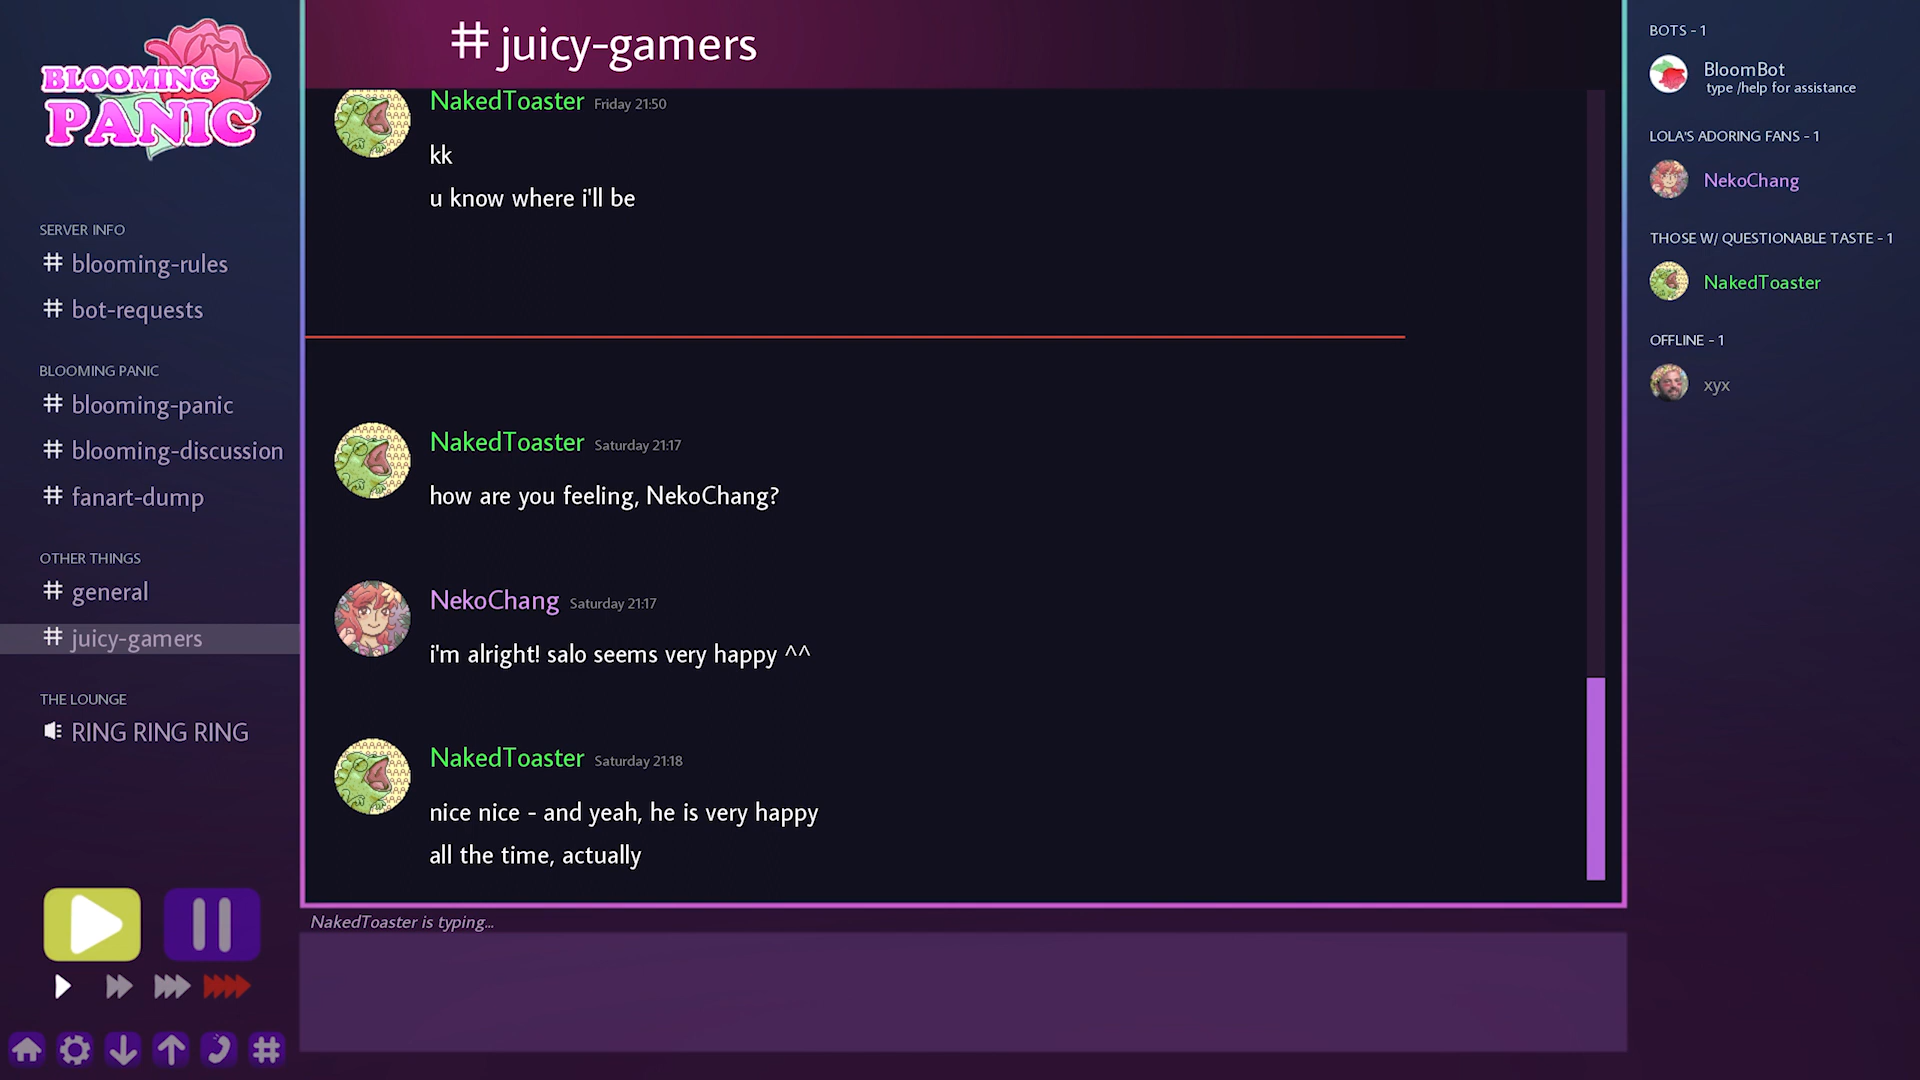 BLOOMING
PANIC
SERVER INFO
# blooming-rules
# bot-requests
BLOOMING PANIC
# blooming-panic
# blooming-discussion
# fanart-dump
OTHER THINGS
# general
# juicy-gamers
THE LOUNGE
RING RING RING
# juicy-gamers
NakedToaster Friday 21:50
kk
u know where i'll be
NakedToaster Saturday 21:17
how are you feeling, NekoChang?
NekoChang Saturday 21:17
i'm alright! salo seems very happy ^^
NakedToaster Saturday 21:18
nice nice - and yeah, he is very happy
all the time, actually
NakedToaster is typing...
BOTS - 1
BloomBot
type /help for assistance
LOLA'S ADORING FANS - 1
NekoChang
THOSE W/ QUESTIONABLE TASTE - 1
NakedToaster
OFFLINE - 1
xyx